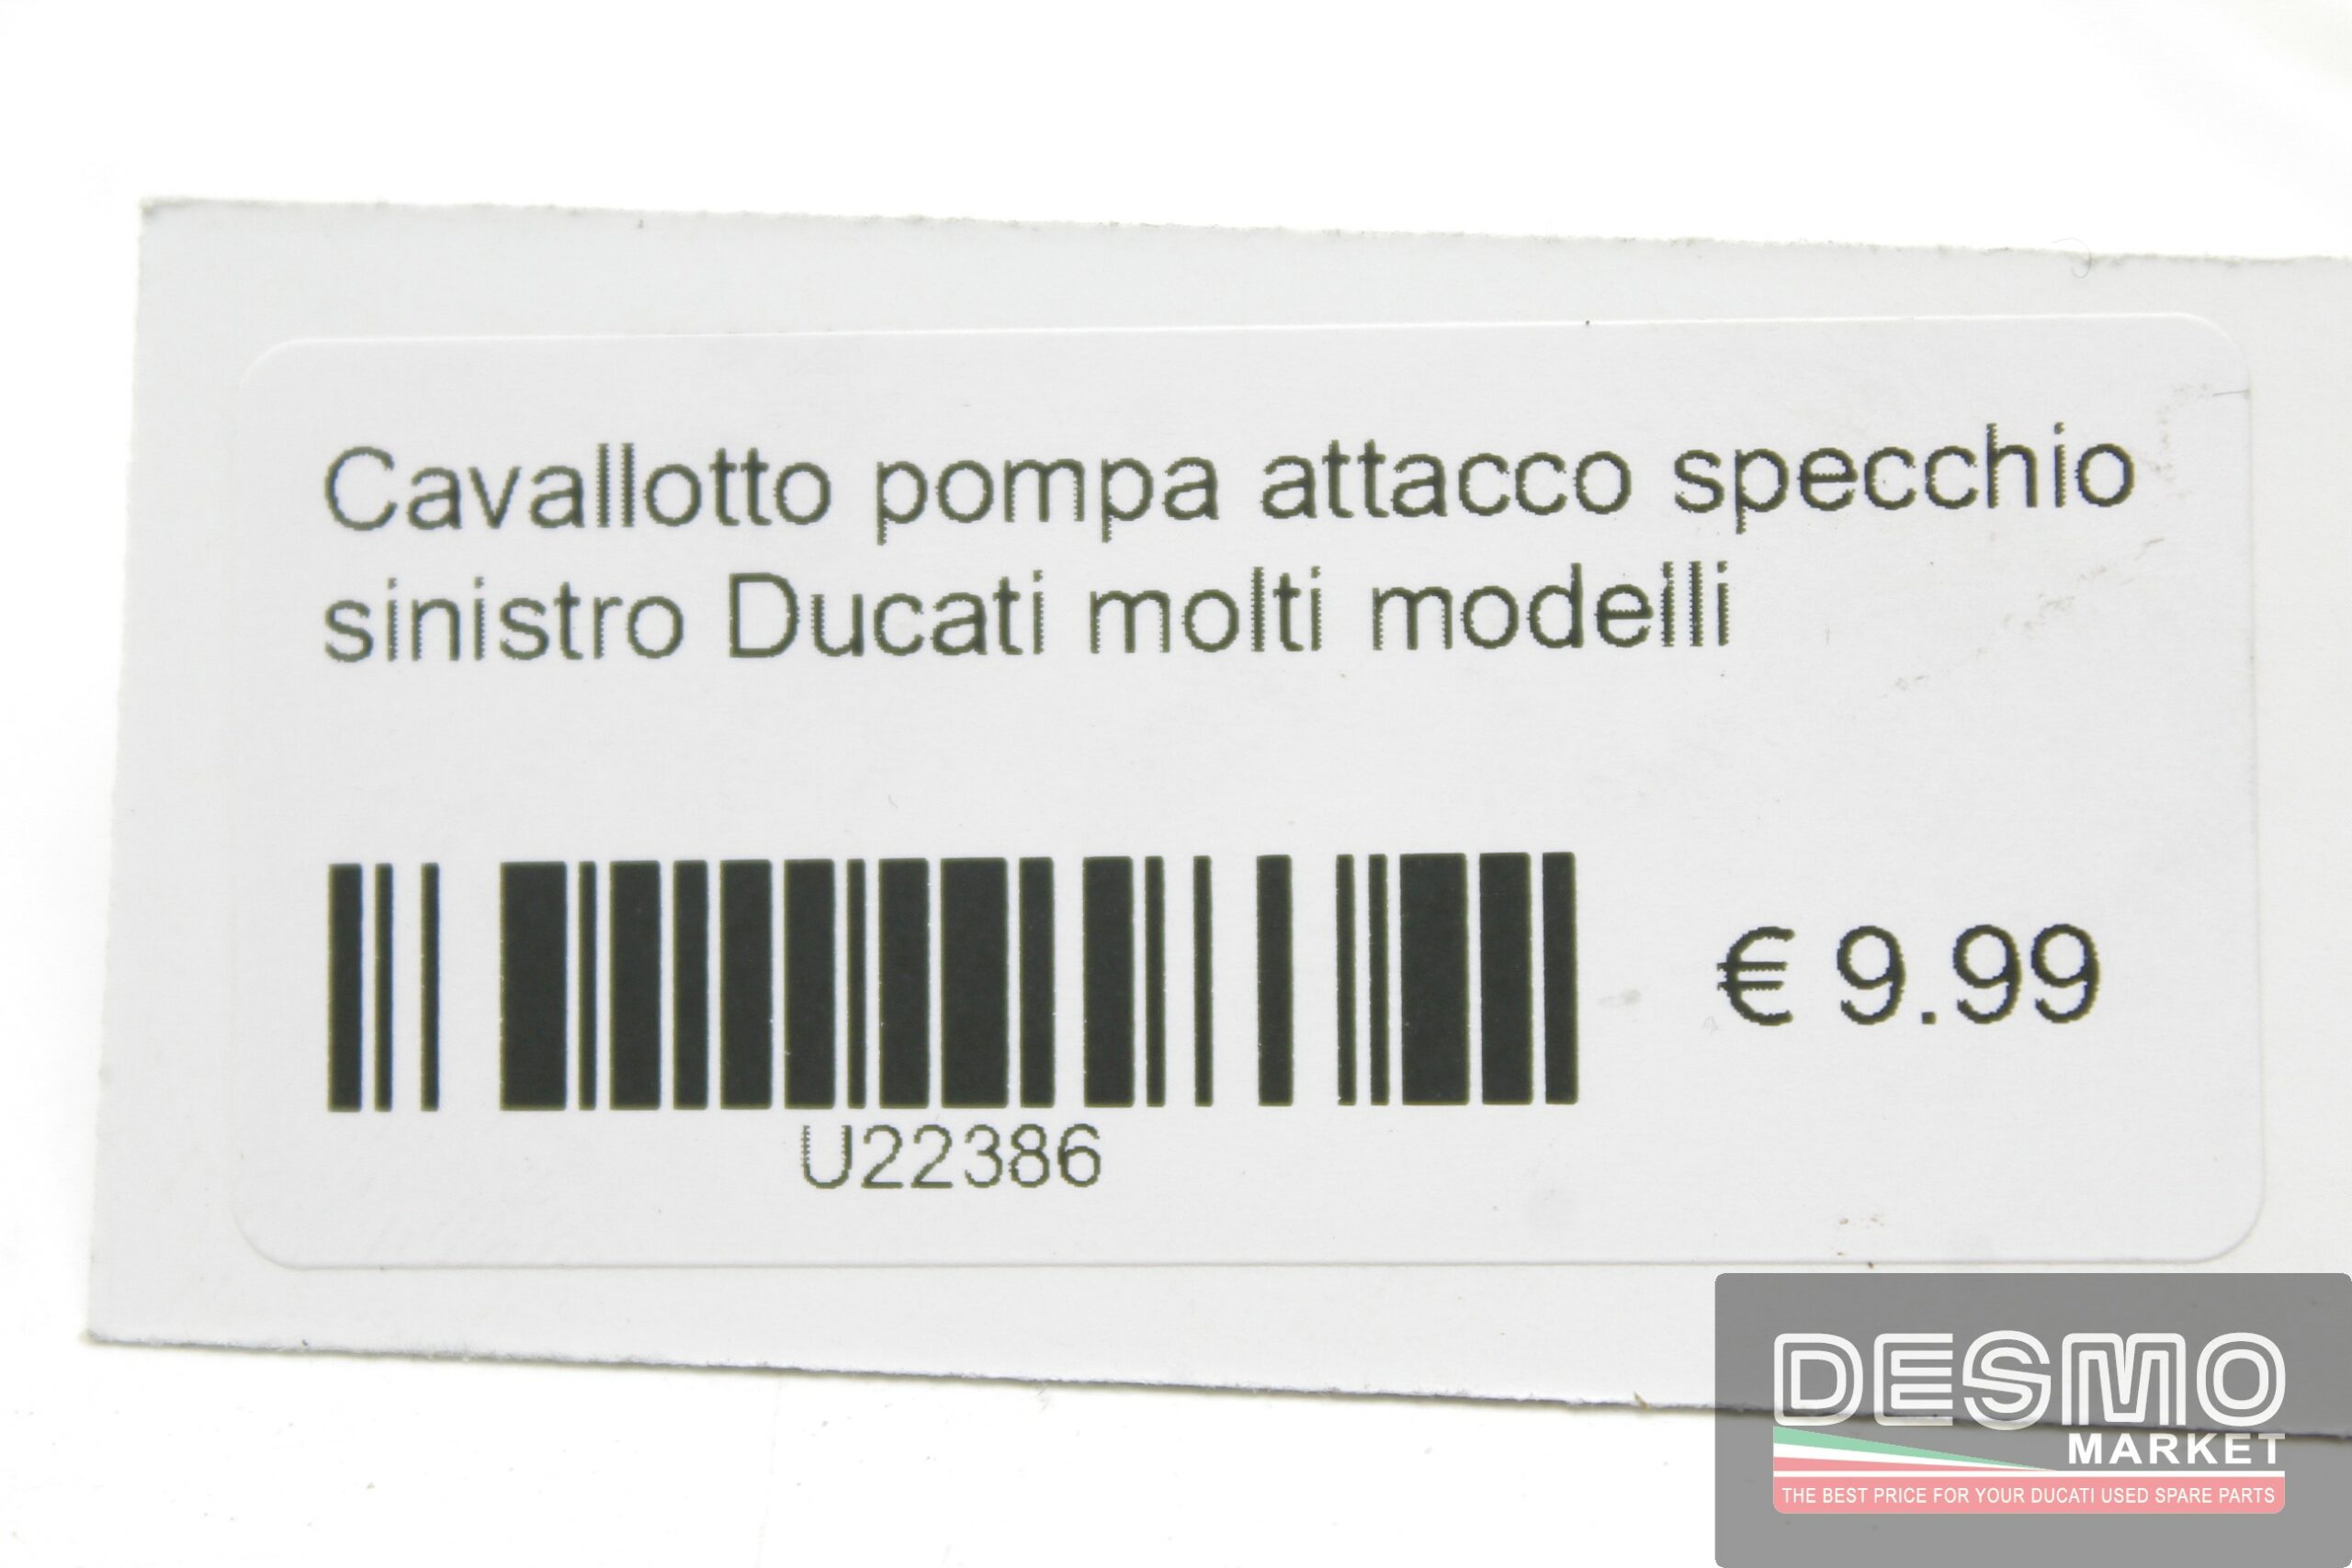 Cavallotto pompa attacco specchio
sinistro Ducati molti modelli
U22386
€ 9.99
DESMO
MARKET
THE BEST PRICE FOR YOUR DUCATI USED SPARE PARTS